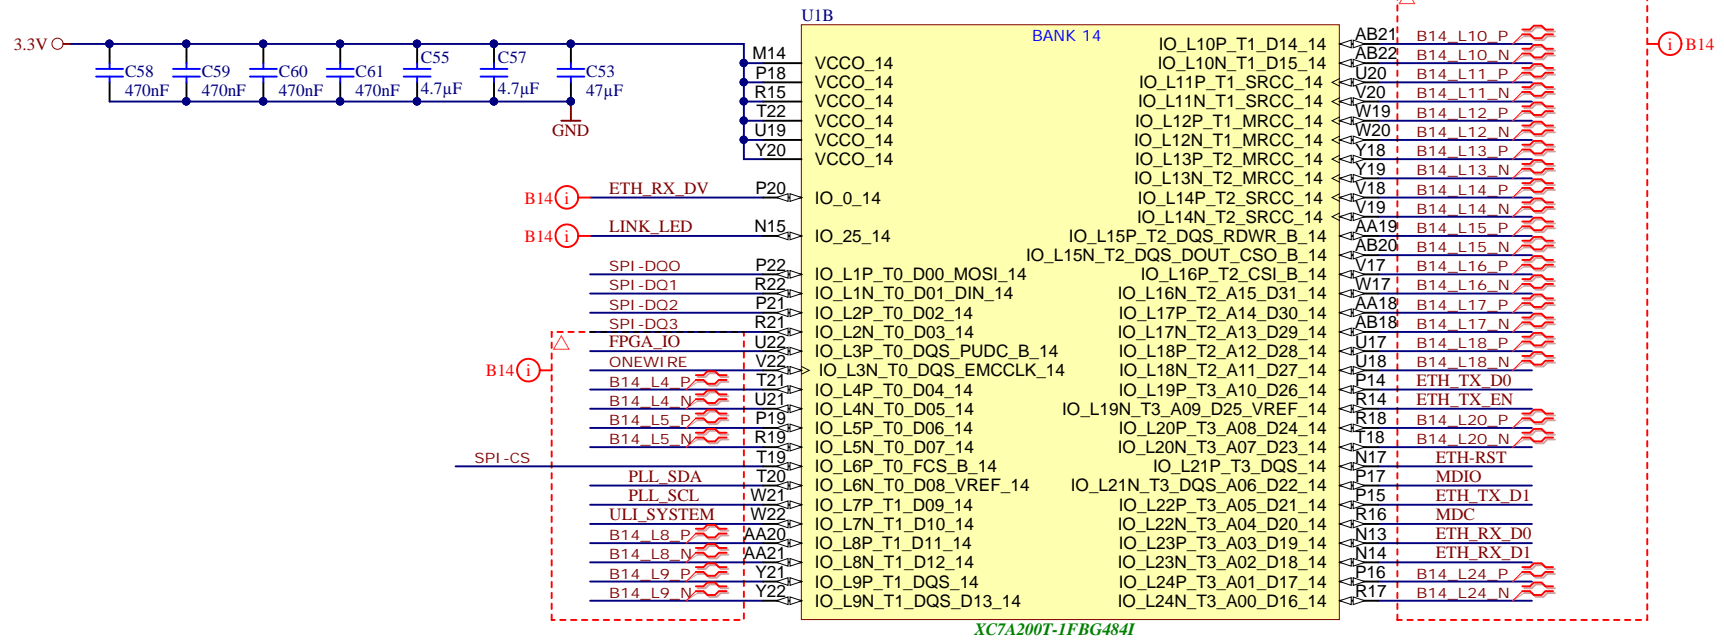 U1B
BANK 14
3.3V
C58
470nF
C59
470nF
C60
470nF
C61
470nF
C55
4.7µF
C57
4.7µF
C53
47µF
GND
M14 VCCO_14
P18 VCCO_14
R15 VCCO_14
T22 VCCO_14
U19 VCCO_14
Y20 VCCO_14
B14 i ETH_RX_DV P20 IO_0_14
B14 i LINK_LED N15 IO_25_14
SPI-DQ0 P22 IO_L1P_T0_D00_MOSI_14
SPI-DQ1 R22 IO_L1N_T0_D01_DIN_14
SPI-DQ2 P21 IO_L2P_T0_D02_14
SPI-DQ3 R21 IO_L2N_T0_D03_14
FPGA_IO U22 IO_L3P_T0_DQS_PUDC_B_14
B14 i ONEWIRE V22 IO_L3N_T0_DQS_EMCCLK_14
B14_L4_P T21 IO_L4P_T0_D04_14
B14_L4_N U21 IO_L4N_T0_D05_14
B14_L5_P P19 IO_L5P_T0_D06_14
B14_L5_N R19 IO_L5N_T0_D07_14
SPI-CS T19 IO_L6P_T0_FCS_B_14
PLL_SDA T20 IO_L6N_T0_D08_VREF_14
PLL_SCL W21 IO_L7P_T1_D09_14
ULI_SYSTEM W22 IO_L7N_T1_D10_14
B14_L8_P AA20 IO_L8P_T1_D11_14
B14_L8_N AA21 IO_L8N_T1_D12_14
B14_L9_P Y21 IO_L9P_T1_DQS_14
B14_L9_N Y22 IO_L9N_T1_DQS_D13_14
IO_L10P_T1_D14_14 AB21 B14_L10_P
i B14
IO_L10N_T1_D15_14 AB22 B14_L10_N
IO_L11P_T1_SRCC_14 U20 B14_L11_P
IO_L11N_T1_SRCC_14 V20 B14_L11_N
IO_L12P_T1_MRCC_14 W19 B14_L12_P
IO_L12N_T1_MRCC_14 W20 B14_L12_N
IO_L13P_T2_MRCC_14 Y18 B14_L13_P
IO_L13N_T2_MRCC_14 Y19 B14_L13_N
IO_L14P_T2_SRCC_14 V18 B14_L14_P
IO_L14N_T2_SRCC_14 V19 B14_L14_N
IO_L15P_T2_DQS_RDWR_B_14 AA19 B14_L15_P
IO_L15N_T2_DQS_DOUT_CSO_B_14 AB20 B14_L15_N
IO_L16P_T2_CSI_B_14 V17 B14_L16_P
IO_L16N_T2_A15_D31_14 W17 B14_L16_N
IO_L17P_T2_A14_D30_14 AA18 B14_L17_P
IO_L17N_T2_A13_D29_14 AB18 B14_L17_N
IO_L18P_T2_A12_D28_14 U17 B14_L18_P
IO_L18N_T2_A11_D27_14 U18 B14_L18_N
IO_L19P_T3_A10_D26_14 P14 ETH_TX_D0
IO_L19N_T3_A09_D25_VREF_14 R14 ETH_TX_EN
IO_L20P_T3_A08_D24_14 R18 B14_L20_P
IO_L20N_T3_A07_D23_14 T18 B14_L20_N
IO_L21P_T3_DQS_14 N17 ETH-RST
IO_L21N_T3_DQS_A06_D22_14 P17 MDIO
IO_L22P_T3_A05_D21_14 P15 ETH_TX_D1
IO_L22N_T3_A04_D20_14 R16 MDC
IO_L23P_T3_A03_D19_14 N13 ETH_RX_D0
IO_L23N_T3_A02_D18_14 N14 ETH_RX_D1
IO_L24P_T3_A01_D17_14 P16 B14_L24_P
IO_L24N_T3_A00_D16_14 R17 B14_L24_N
XC7A200T-1FBG484I